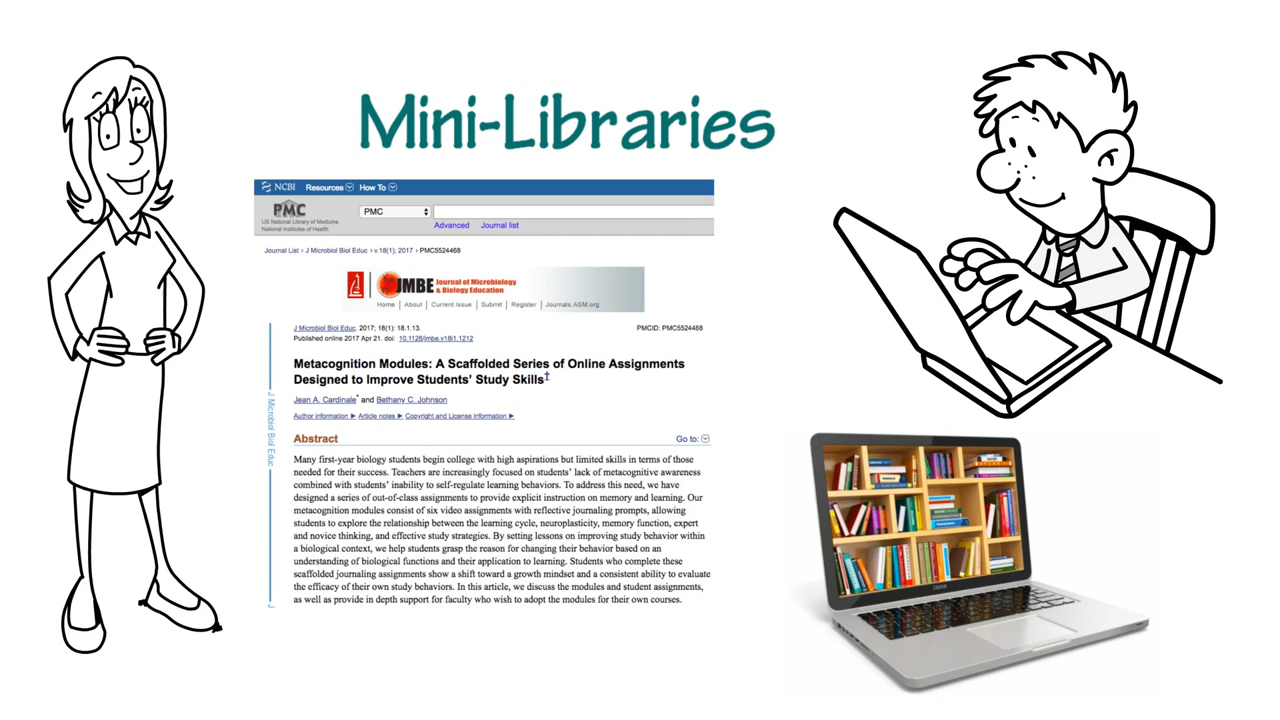 Mini-Libraries
NCBI Resources How To
PMC
US National Library of Medicine
National Institutes of Health
PMC
Advanced Journal list
Journal List > J Microbiol Biol Educ > v.18(1); 2017 > PMC5524468
JMBE Journal of Microbiology
& Biology Education
Home | About | Current Issue | Submit | Register | Journals.ASM.org
J Microbiol Biol Educ
J Microbiol Biol Educ. 2017; 18(1): 18.1.13.
PMCID: PMC5524468
Published online 2017 Apr 21. doi: 10.1128/jmbe.v18i1.1212
Metacognition Modules: A Scaffolded Series of Online Assignments
Designed to Improve Students' Study Skills‡
Jean A. Cardinale* and Bethany C. Johnson
Author information ► Article notes ► Copyright and License information ►
Abstract
Go to:
Many first-year biology students begin college with high aspirations but limited skills in terms of those
needed for their success. Teachers are increasingly focused on students' lack of metacognitive awareness
combined with students' inability to self-regulate learning behaviors. To address this need, we have
designed a series of out-of-class assignments to provide explicit instruction on memory and learning. Our
metacognition modules consist of six video assignments with reflective journaling prompts, allowing
students to explore the relationship between the learning cycle, neuroplasticity, memory function, expert
and novice thinking, and effective study strategies. By setting lessons on improving study behavior within
a biological context, we help students grasp the reason for changing their behavior based on an
understanding of biological functions and their application to learning. Students who complete these
scaffolded journaling assignments show a shift toward a growth mindset and a consistent ability to evaluate
the efficacy of their own study behaviors. In this article, we discuss the modules and student assignments,
as well as provide in depth support for faculty who wish to adopt the modules for their own courses.